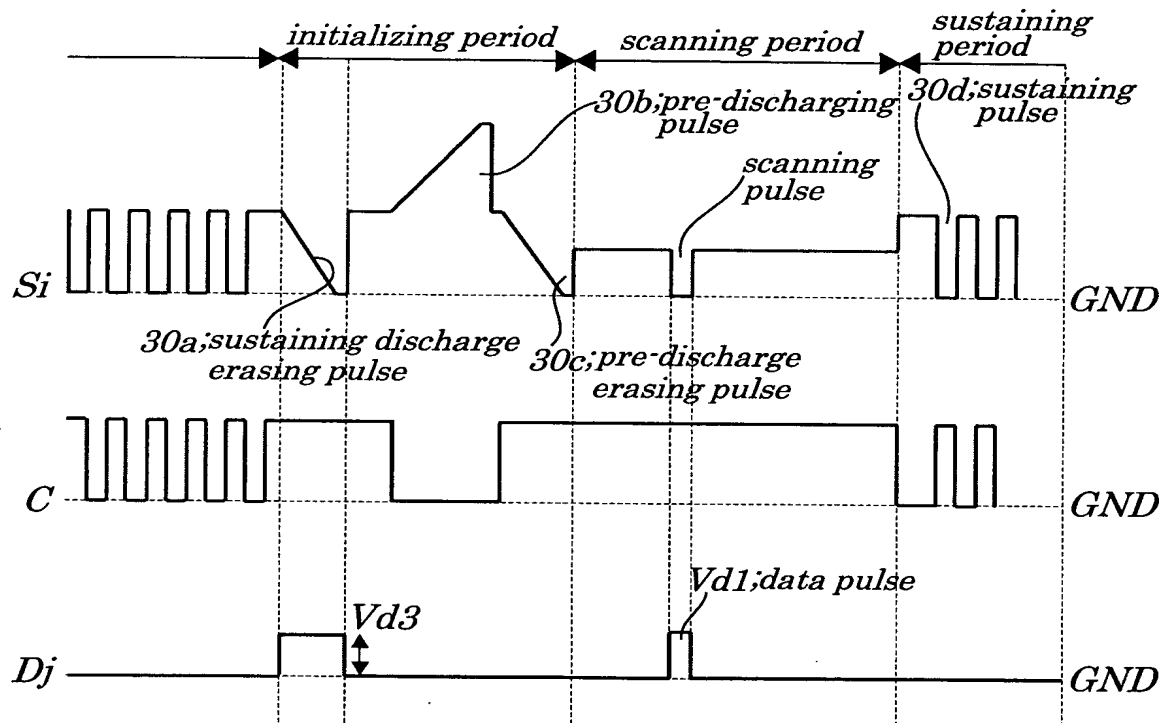 initializing period
scanning period
sustaining
period
30b;pre-discharging
pulse
30d;sustaining
pulse
scanning
pulse
Si
GND
30a;sustaining discharge
erasing pulse
30c;pre-discharge
erasing pulse
C
GND
Vd3
Vd1;data pulse
Dj
GND